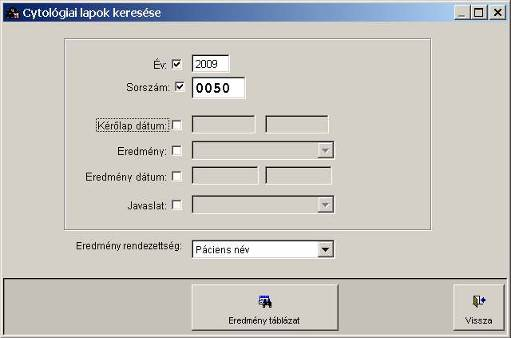 Cytológiai lapok keresése
Év: 2009
Sorszám: 0050
Kérőlap dátum:
Eredmény:
Eredmény dátum:
Javaslat:
Eredmény rendezettség: Páciens név
Eredmény táblázat
Vissza